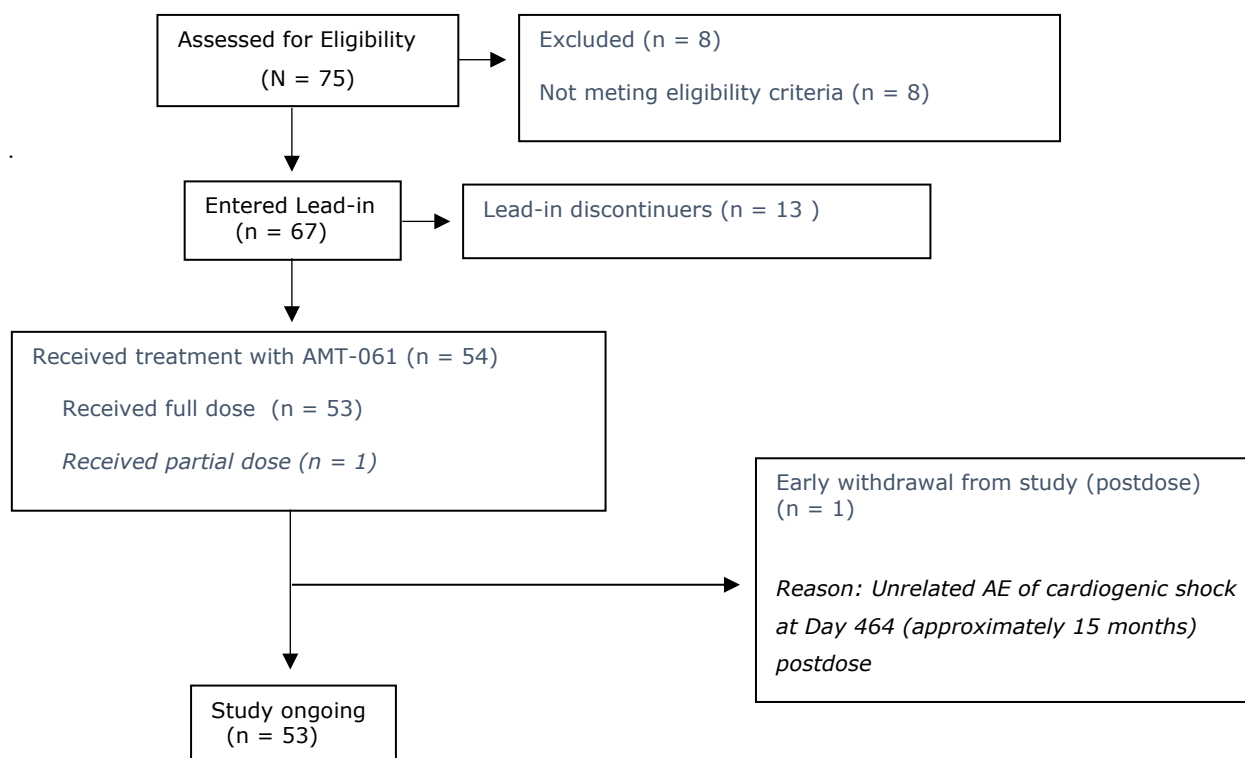 Assessed for Eligibility
(N = 75)
Excluded (n = 8)
Not meting eligibility criteria (n = 8)
.
Entered Lead-in
(n = 67)
Lead-in discontinuers (n = 13 )
Received treatment with AMT-061 (n = 54)
Received full dose (n = 53)
Received partial dose (n = 1)
Early withdrawal from study (postdose)
(n = 1)
Reason: Unrelated AE of cardiogenic shock
at Day 464 (approximately 15 months)
postdose
Study ongoing
(n = 53)